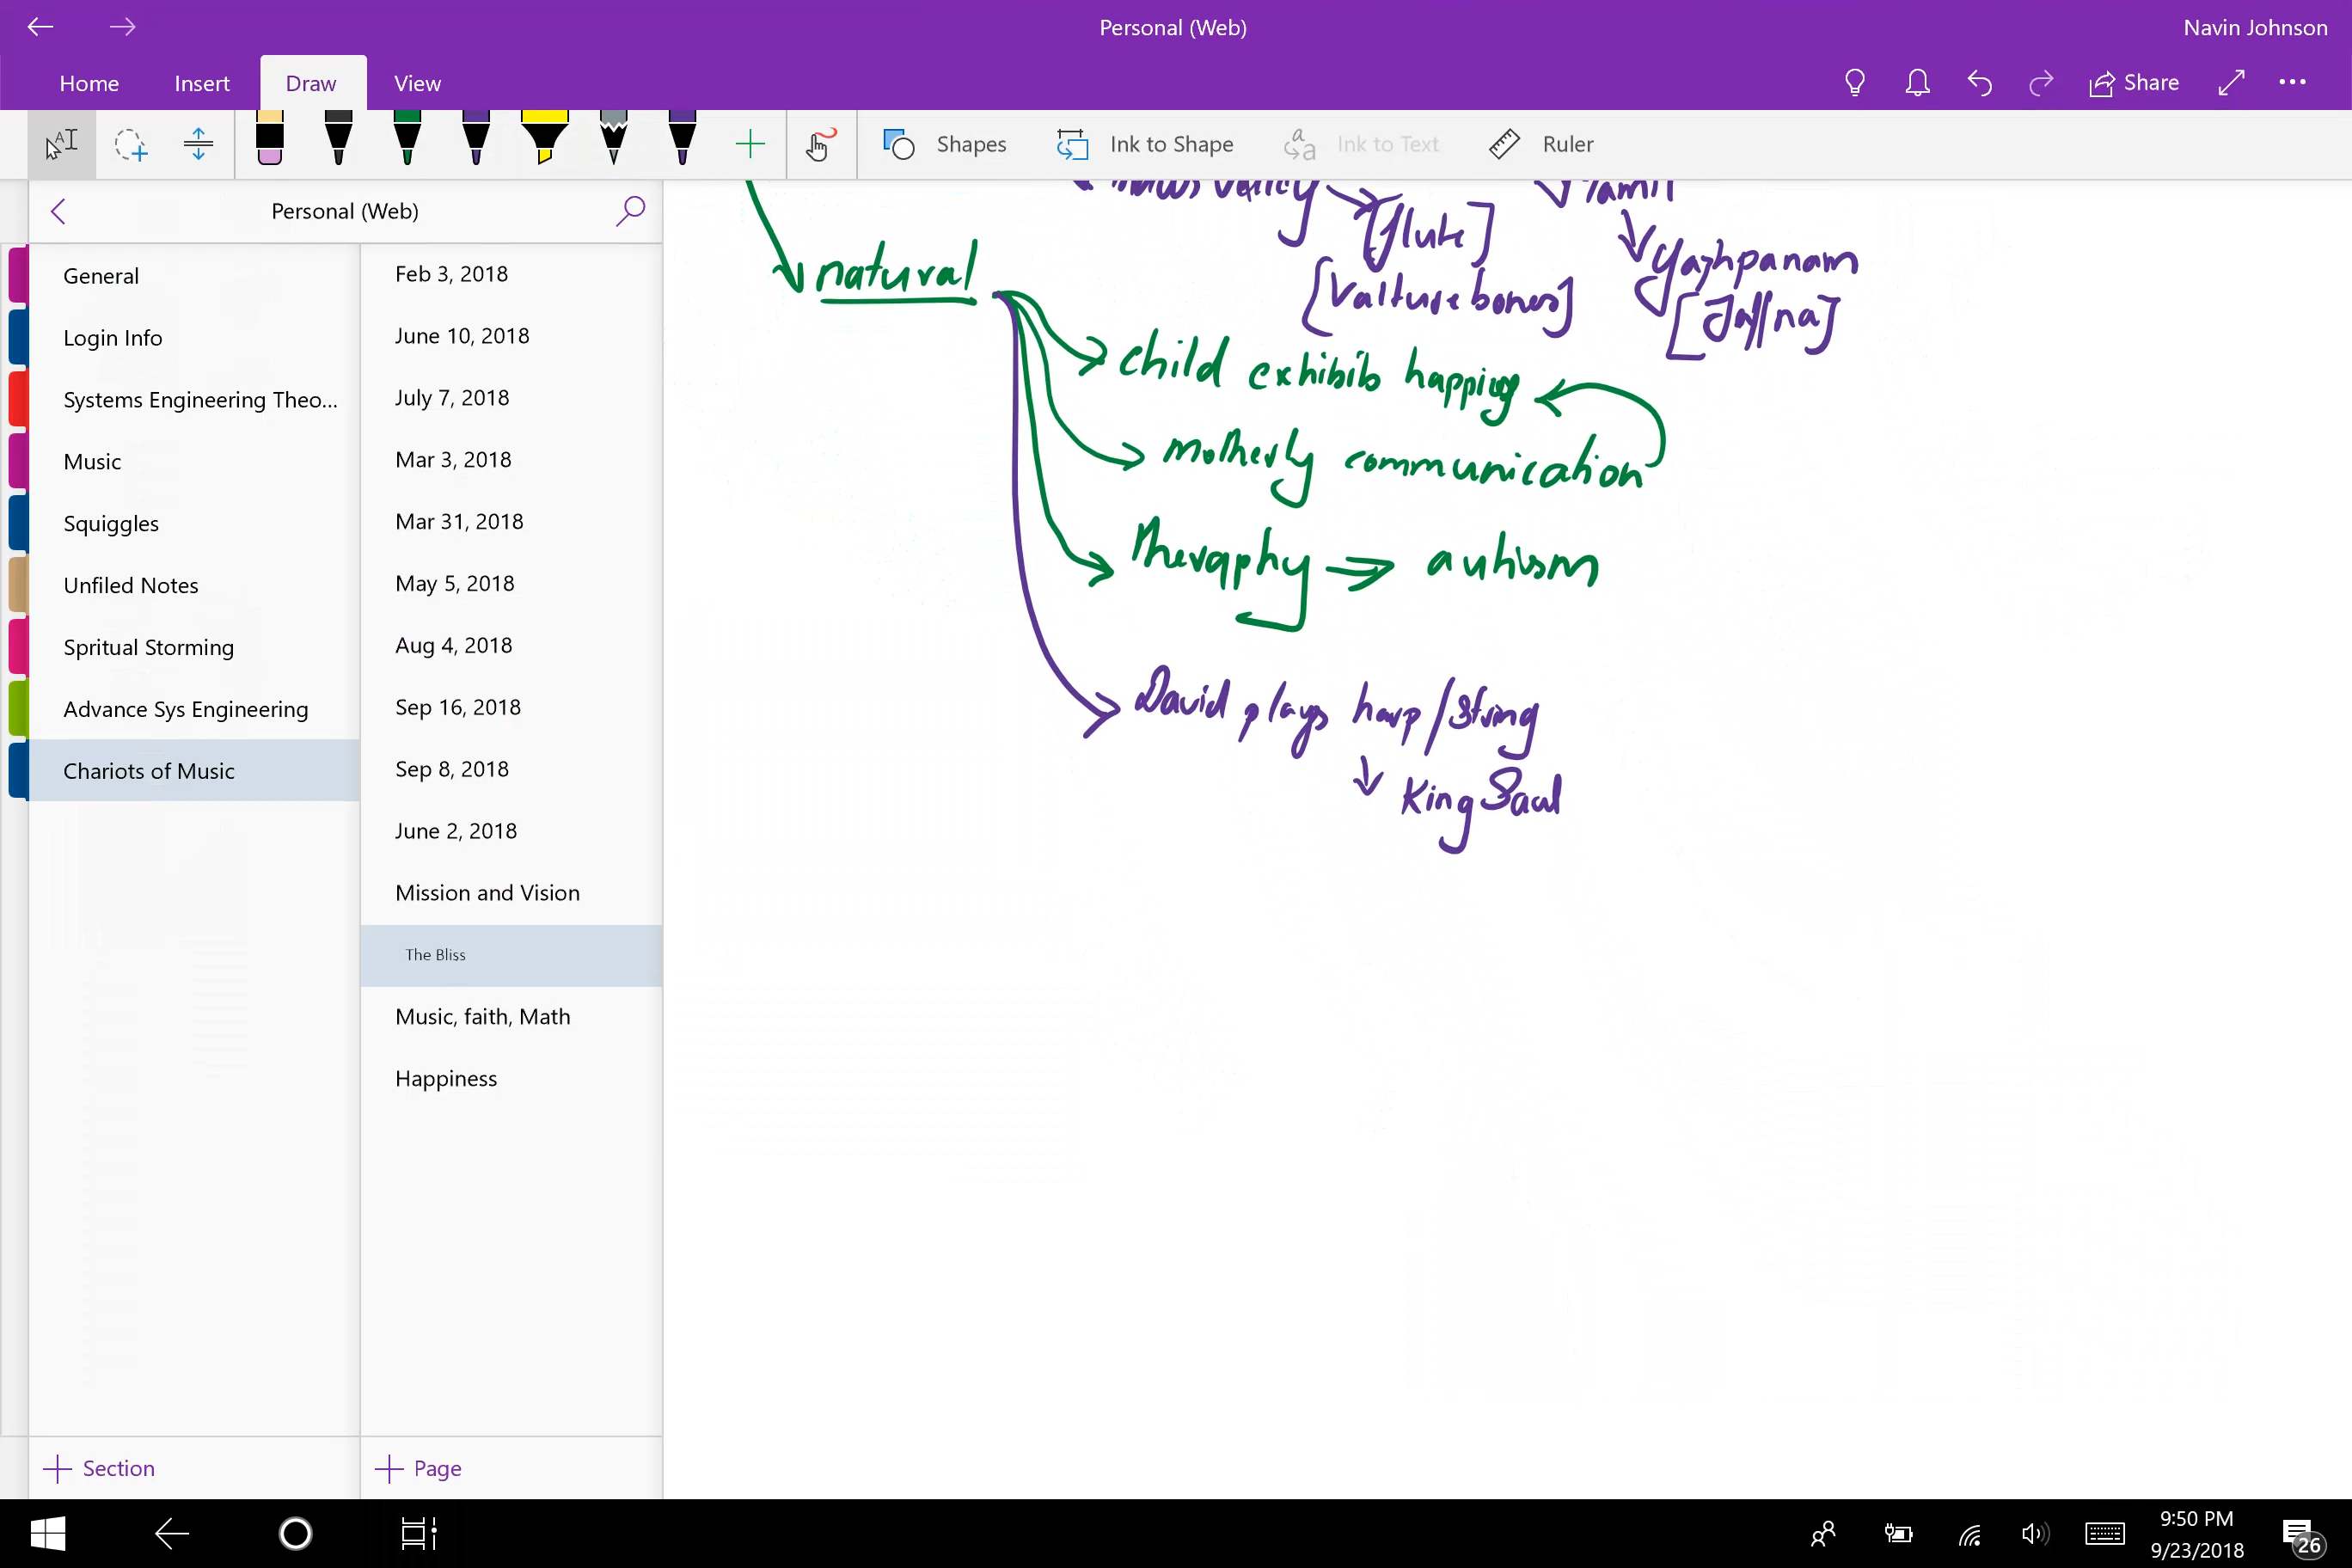 Personal (Web)
Navin Johnson
Home Insert Draw View
Share
Shapes Ink to Shape Ink to Text Ruler
Personal (Web)
General
Login Info
Systems Engineering Theo...
Music
Squiggles
Unfiled Notes
Spritual Storming
Advance Sys Engineering
Chariots of Music
Section
Feb 3, 2018
June 10, 2018
July 7, 2018
Mar 3, 2018
Mar 31, 2018
May 5, 2018
Aug 4, 2018
Sep 16, 2018
Sep 8, 2018
June 2, 2018
Mission and Vision
The Bliss
Music, faith, Math
Happiness
Page
valley Tamil
[flute]
Yazhpanam
natural
[Valture bones]
[Jaffna]
child exhibib
motherly communication
theraphy autism
David plays harp/string
King Saul
9:50 PM
9/23/2018
26